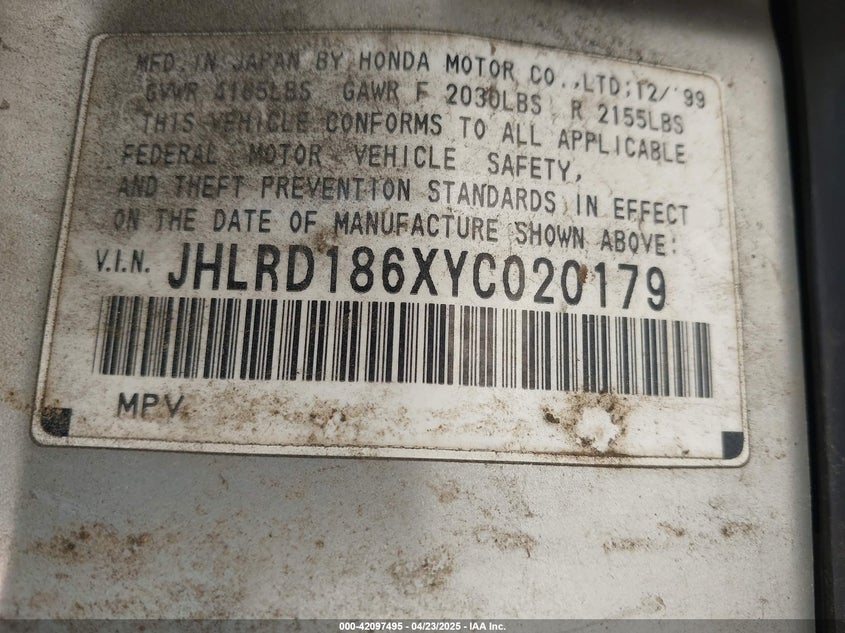 MFD. IN JAPAN BY HONDA MOTOR CO.,LTD;12/'99
GVWR 4165LBS GAWR F 2030LBS R 2155LBS
THIS VEHICLE CONFORMS TO ALL APPLICABLE
FEDERAL MOTOR VEHICLE SAFETY,
AND THEFT PREVENTION STANDARDS IN EFFECT
ON THE DATE OF MANUFACTURE SHOWN ABOVE:
V.I.N. JHLRD186XYC020179
MPV
000-42097495 - 04/23/2025 - IAA Inc.